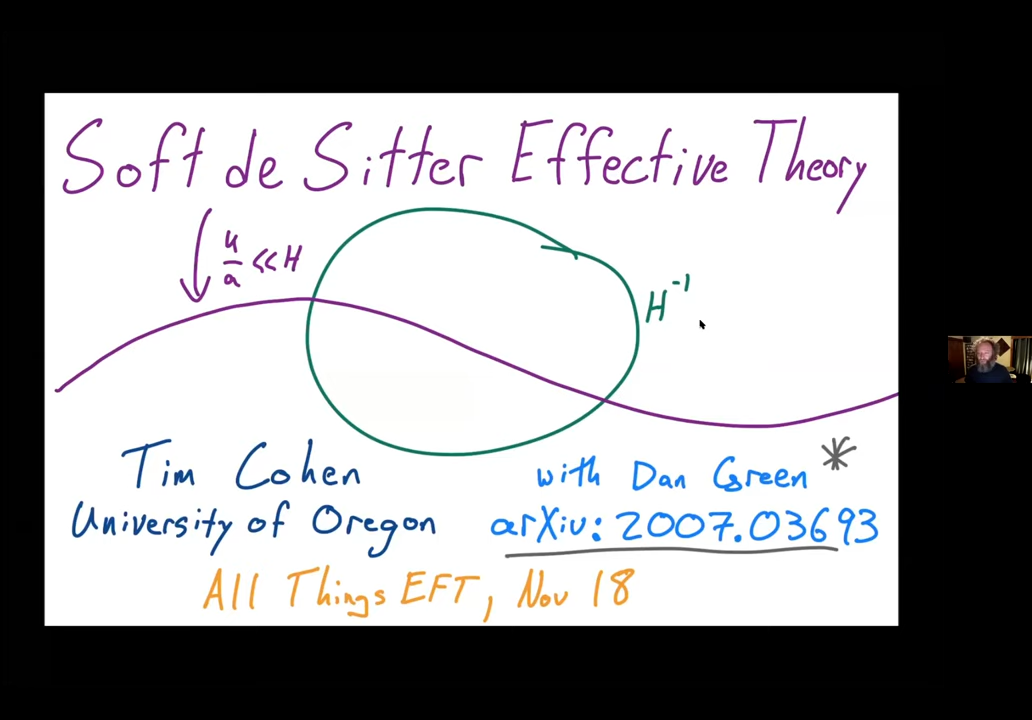 Soft de Sitter Effective Theory
k/a << H
H⁻¹
Tim Cohen
with Dan Green *
University of Oregon
arXiv: 2007.03693
All Things EFT, Nov 18